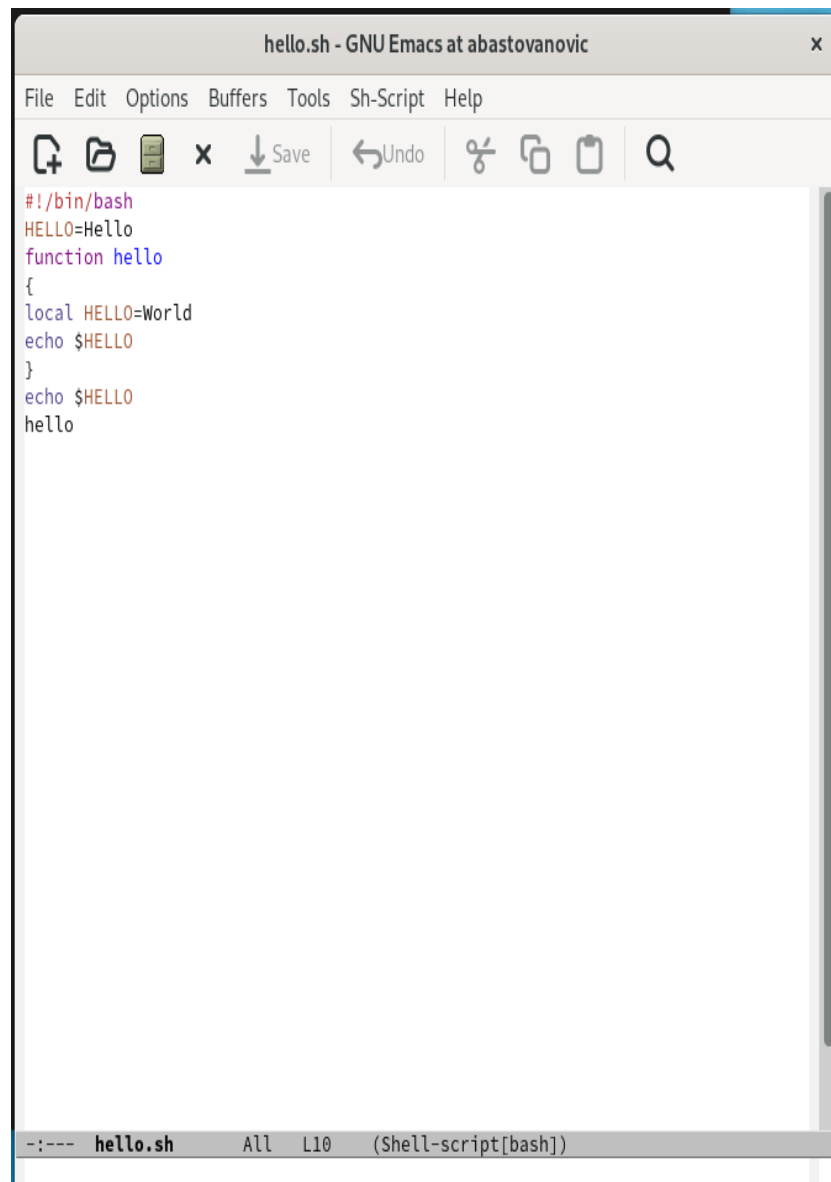 hello.sh - GNU Emacs at abastovanovic
File Edit Options Buffers Tools Sh-Script Help
Save Undo
#!/bin/bash
HELLO=Hello
function hello
{
local HELLO=World
echo $HELLO
}
echo $HELLO
hello
-:--- hello.sh All L10 (Shell-script[bash])